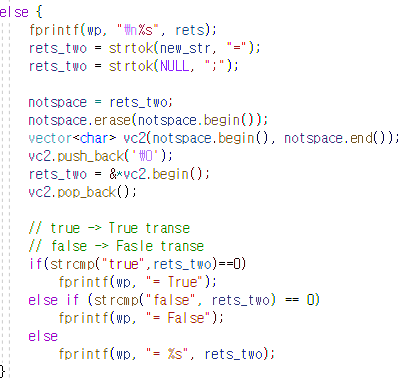 else {
fprintf(wp, "₩n%s", rets);
rets_two = strtok(new_str, "=");
rets_two = strtok(NULL, ";");
notspace = rets_two;
notspace.erase(notspace.begin());
vector<char> vc2(notspace.begin(), notspace.end());
vc2.push_back('₩0');
rets_two = &*vc2.begin();
vc2.pop_back();
// true -> True transe
// false -> Fasle transe
if(strcmp("true",rets_two)==0)
fprintf(wp, "= True");
else if (strcmp("false", rets_two) == 0)
fprintf(wp, "= False");
else
fprintf(wp, "= %s", rets_two);
}